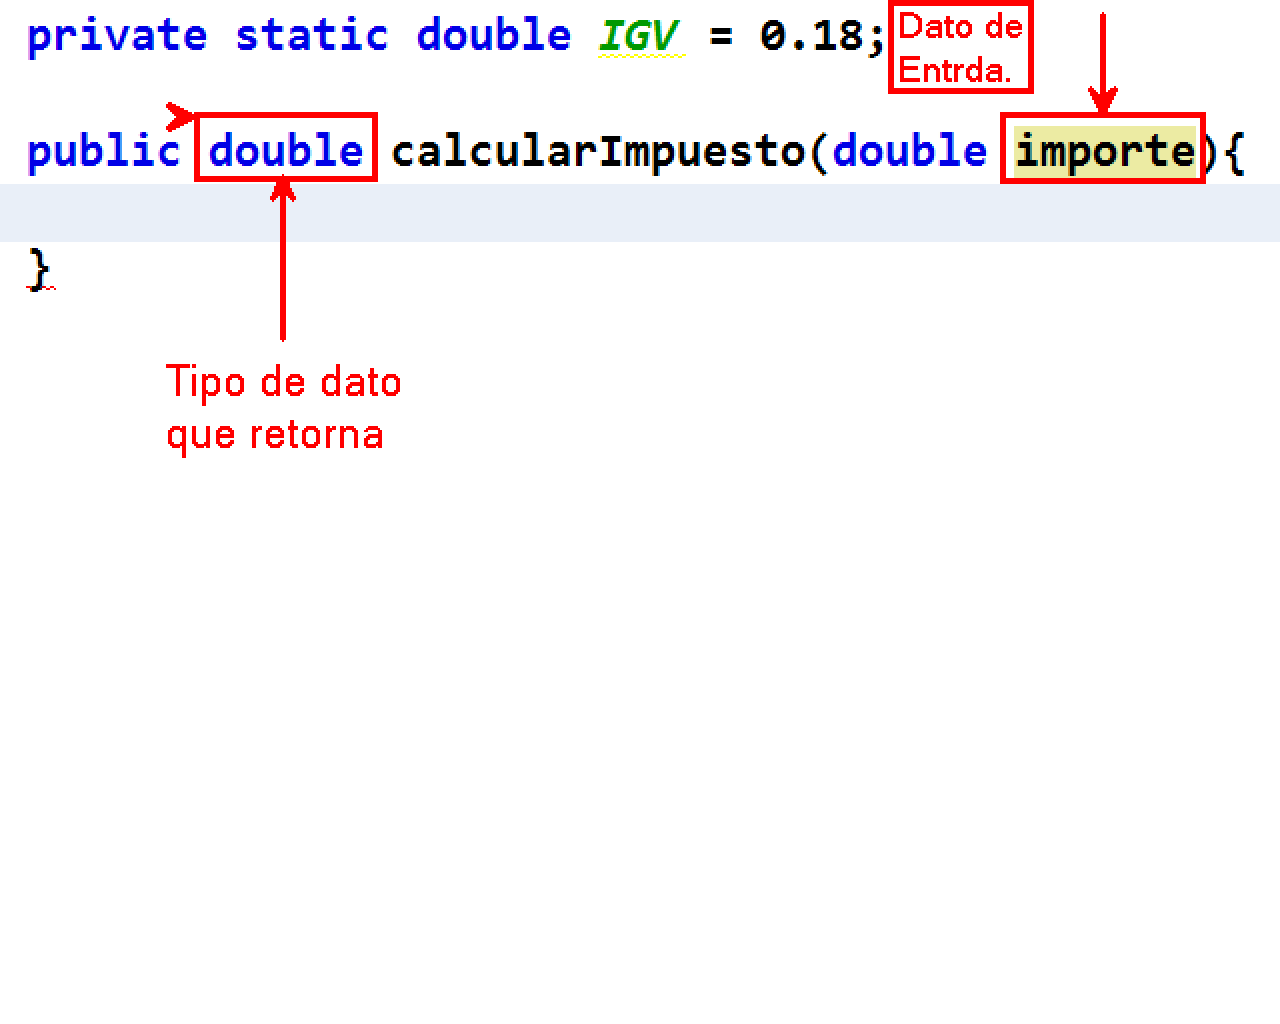 private static double IGV = 0.18;
Dato de
Entrda.
public double calcularImpuesto(double importe){
}
Tipo de dato
que retorna